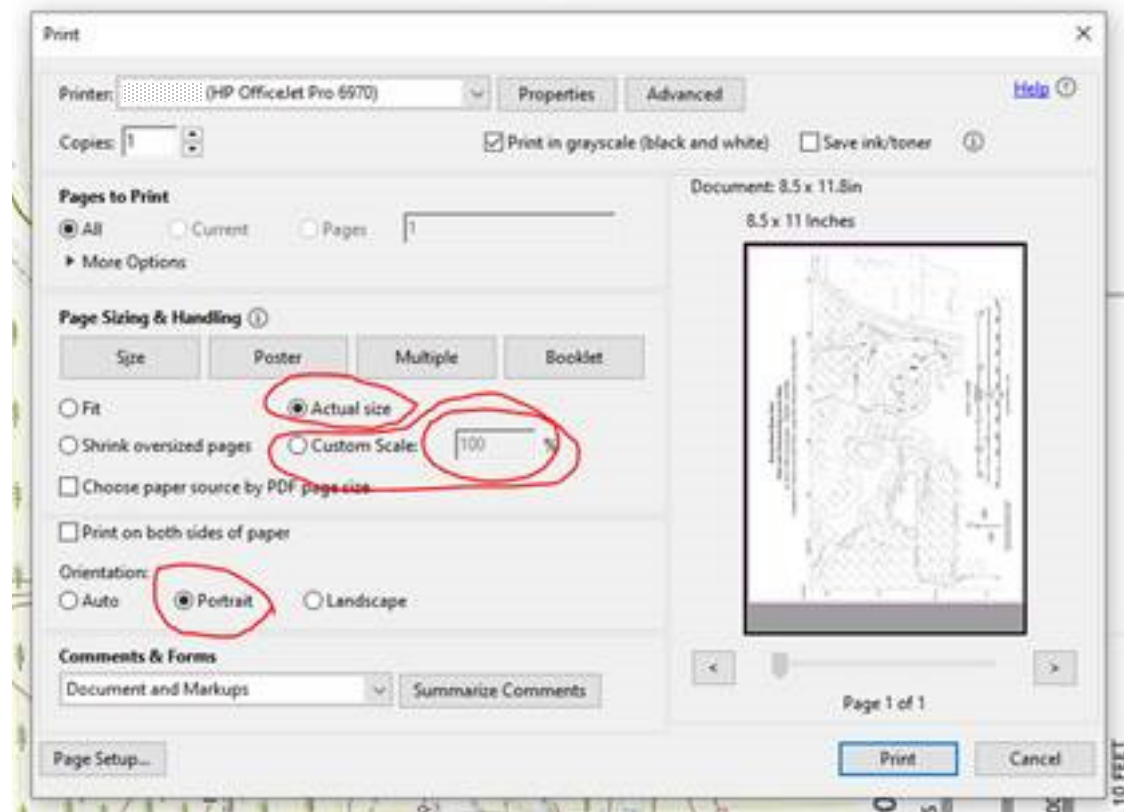 Print
Printer: (HP OfficeJet Pro 6970) Properties Advanced Help
Copies: 1 Print in grayscale (black and white) Save ink/toner
Pages to Print
All Current Pages 1
More Options
Page Sizing & Handling
Size Poster Multiple Booklet
Fit Actual size
Shrink oversized pages Custom Scale: 100 %
Choose paper source by PDF page size
Print on both sides of paper
Orientation:
Auto Portrait Landscape
Comments & Forms
Document and Markups Summarize Comments
Document: 8.5 x 11.8in
8.5 x 11 Inches
< >
Page 1 of 1
Page Setup... Print Cancel
10 FEET